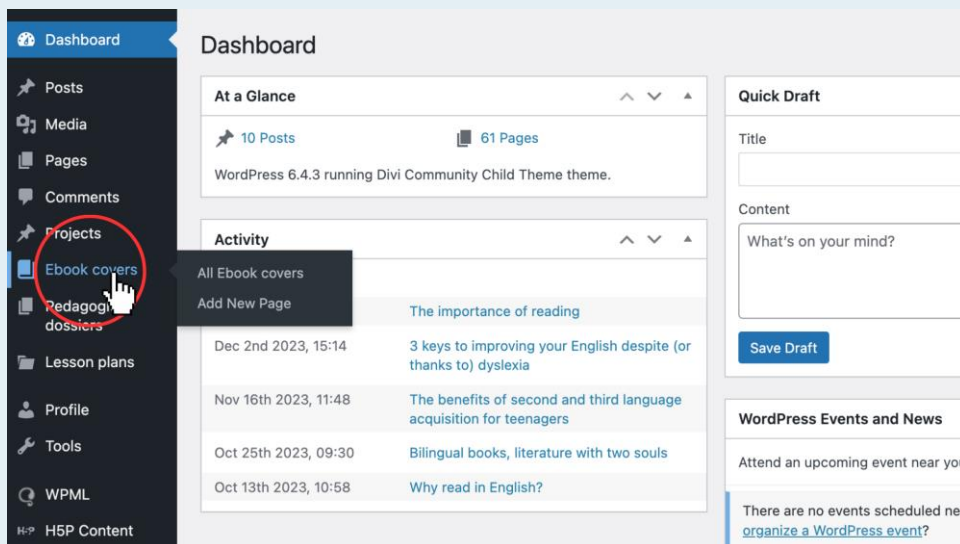 Dashboard
Posts
Media
Pages
Comments
Projects
Ebook covers
dossiers
Lesson plans
Profile
Tools
WPML
H-P H5P Content
All Ebook covers
Add New Page
Dashboard
At a Glance
10 Posts
61 Pages
WordPress 6.4.3 running Divi Community Child Theme theme.
Activity
The importance of reading
Dec 2nd 2023, 15:14
3 keys to improving your English despite (or
thanks to) dyslexia
Nov 16th 2023, 11:48
The benefits of second and third language
acquisition for teenagers
Oct 25th 2023, 09:30
Bilingual books, literature with two souls
Oct 13th 2023, 10:58
Why read in English?
Quick Draft
Title
Content
What's on your mind?
Save Draft
WordPress Events and News
Attend an upcoming event near
There are no events scheduled
organize a WordPress event?